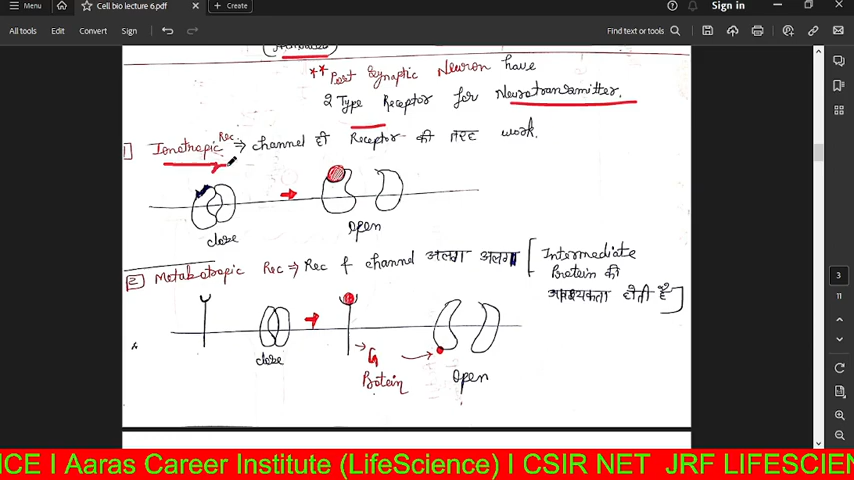 Menu
Cell bio lecture 6.pdf
Create
Sign in
All tools
Edit
Convert
Sign
Find text or tools
**Post Synaptic Neuron have
2 Type Receptor for Neurotransmitter.
1 Ionotropic Rec ⇒ channel ही Receptor की तरह work.
close
Open
2 Metabotropic Rec ⇒ Rec & channel अलग अलग [Intermediate
Protein की
आवश्यकता होती है]
close
→ G
Protein
Open
3
11
NCE I Aaras Career Institute (LifeScience) I CSIR NET JRF LIFESCIEN